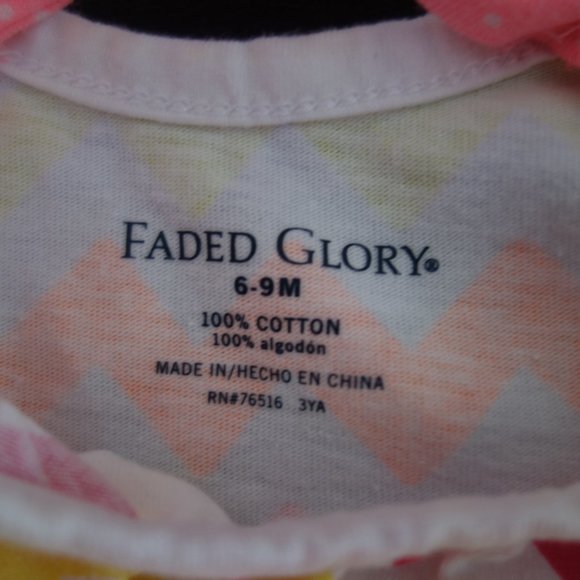 FADED GLORY®
6-9M
100% COTTON
100% algodón
MADE IN/HECHO EN CHINA
RN#76516 3YA